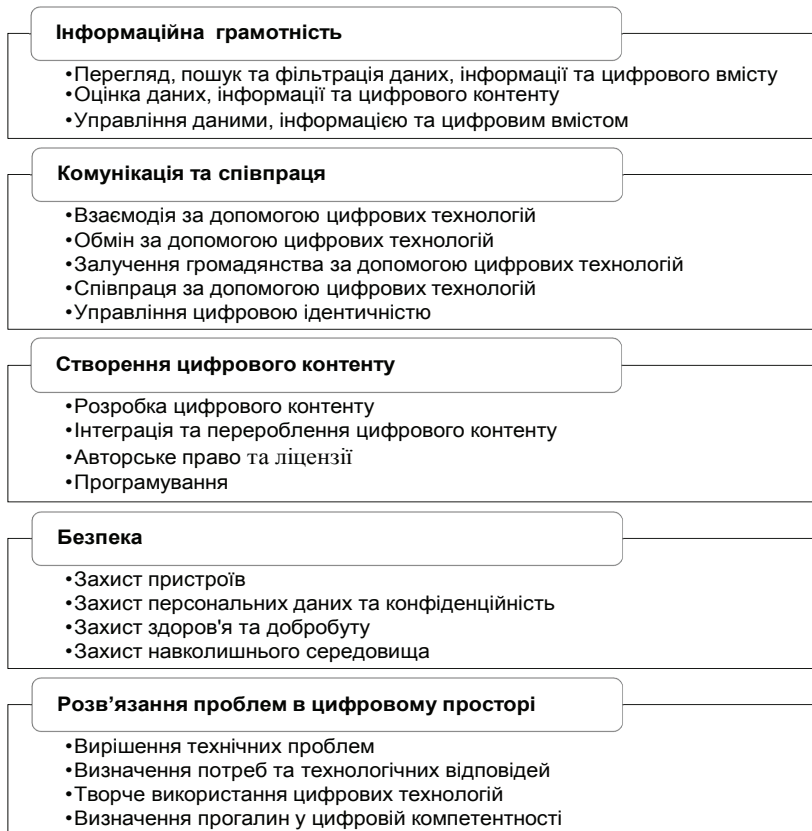 Інформаційна грамотність
•Перегляд, пошук та фільтрація даних, інформації та цифрового вмісту
•Оцінка даних, інформації та цифрового контенту
•Управління даними, інформацією та цифровим вмістом
Комунікація та співпраця
•Взаємодія за допомогою цифрових технологій
•Обмін за допомогою цифрових технологій
•Залучення громадянства за допомогою цифрових технологій
•Співпраця за допомогою цифрових технологій
•Управління цифровою ідентичністю
Створення цифрового контенту
•Розробка цифрового контенту
•Інтеграція та перероблення цифрового контенту
•Авторське право та ліцензії
•Програмування
Безпека
•Захист пристроїв
•Захист персональних даних та конфіденційність
•Захист здоров'я та добробуту
•Захист навколишнього середовища
Розв’язання проблем в цифровому просторі
•Вирішення технічних проблем
•Визначення потреб та технологічних відповідей
•Творче використання цифрових технологій
•Визначення прогалин у цифровій компетентності